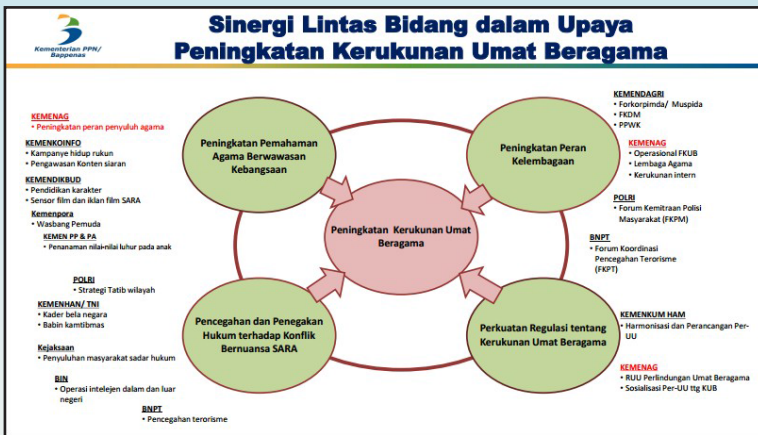 Kementerian PPN/
Bappenas
Sinergi Lintas Bidang dalam Upaya
Peningkatan Kerukunan Umat Beragama
KEMENAG
• Peningkatan peran penyuluh agama
KEMENKOINFO
• Kampanye hidup rukun
• Pengawasan Konten siaran
KEMENDIKBUD
• Pendidikan karakter
• Sensor film dan iklan film SARA
Kemenpora
• Wasbang Pemuda
KEMEN PP & PA
• Penanaman nilai-nilai luhur pada anak
Peningkatan Pemahaman
Agama Berwawasan
Kebangsaan
Peningkatan Peran
Kelembagaan
KEMENDAGRI
• Forkorpimda/ Muspida
• FKDM
• PPWK
KEMENAG
• Operasional FKUB
• Lembaga Agama
• Kerukunan intern
POLRI
• Forum Kemitraan Polisi
Masyarakat (FKPM)
BNPT
• Forum Koordinasi
Pencegahan Terorisme
(FKPT)
Peningkatan Kerukunan Umat
Beragama
POLRI
• Strategi Tatib wilayah
KEMENHAN/ TNI
• Kader bela negara
• Babin kamtibmas
Kejaksaan
• Penyuluhan masyarakat sadar hukum
BIN
• Operasi intelejen dalam dan luar
negeri
BNPT
• Pencegahan terorisme
Pencegahan dan Penegakan
Hukum terhadap Konflik
Bernuansa SARA
Perkuatan Regulasi tentang
Kerukunan Umat Beragama
KEMENKUM HAM
• Harmonisasi dan Perancangan Per-
UU
KEMENAG
• RUU Perlindungan Umat Beragama
• Sosialisasi Per-UU ttg KUB